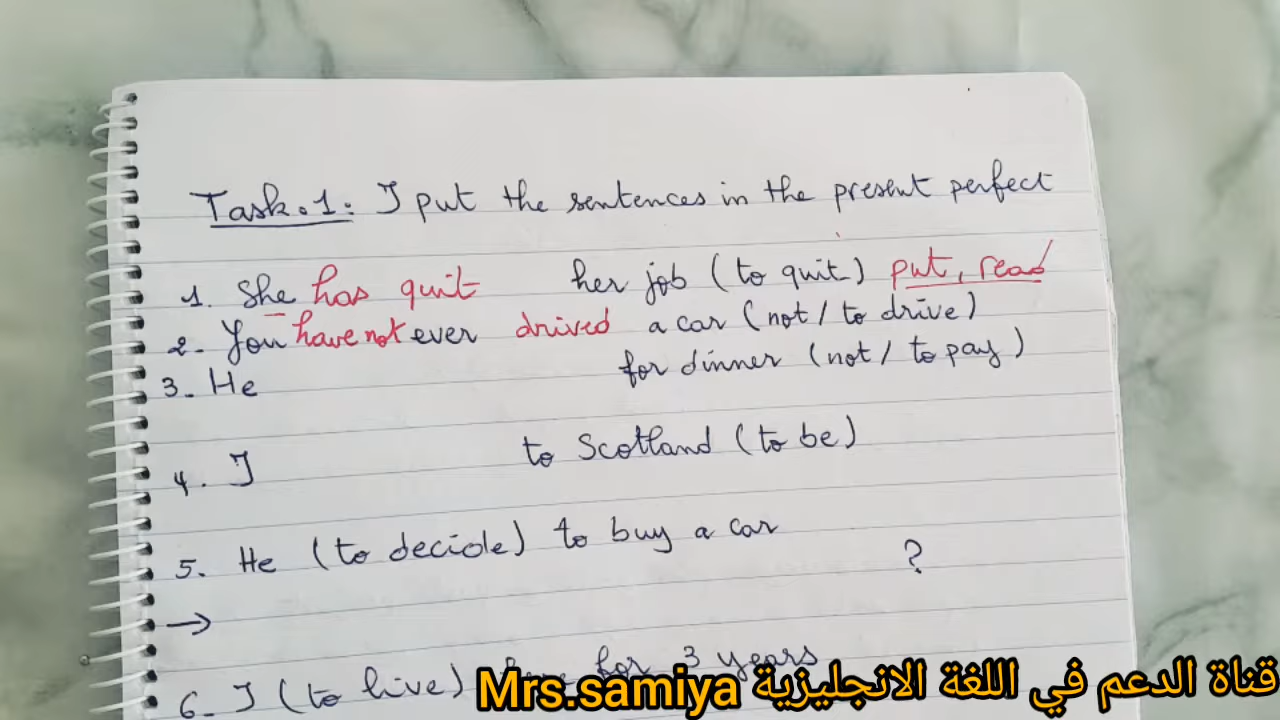 Task.1: I put the sentences in the present perfect
1. She has quit her job (to quit) put, read
2- You have not ever drived a car (not / to drive)
3- He for dinner (not / to pay)
4. I to Scotland (to be)
5. He (to decide) to buy a car
?
→
6- I (to live) for 3 years
Mrs.samiya قناة الدعم في اللغة الانجليزية